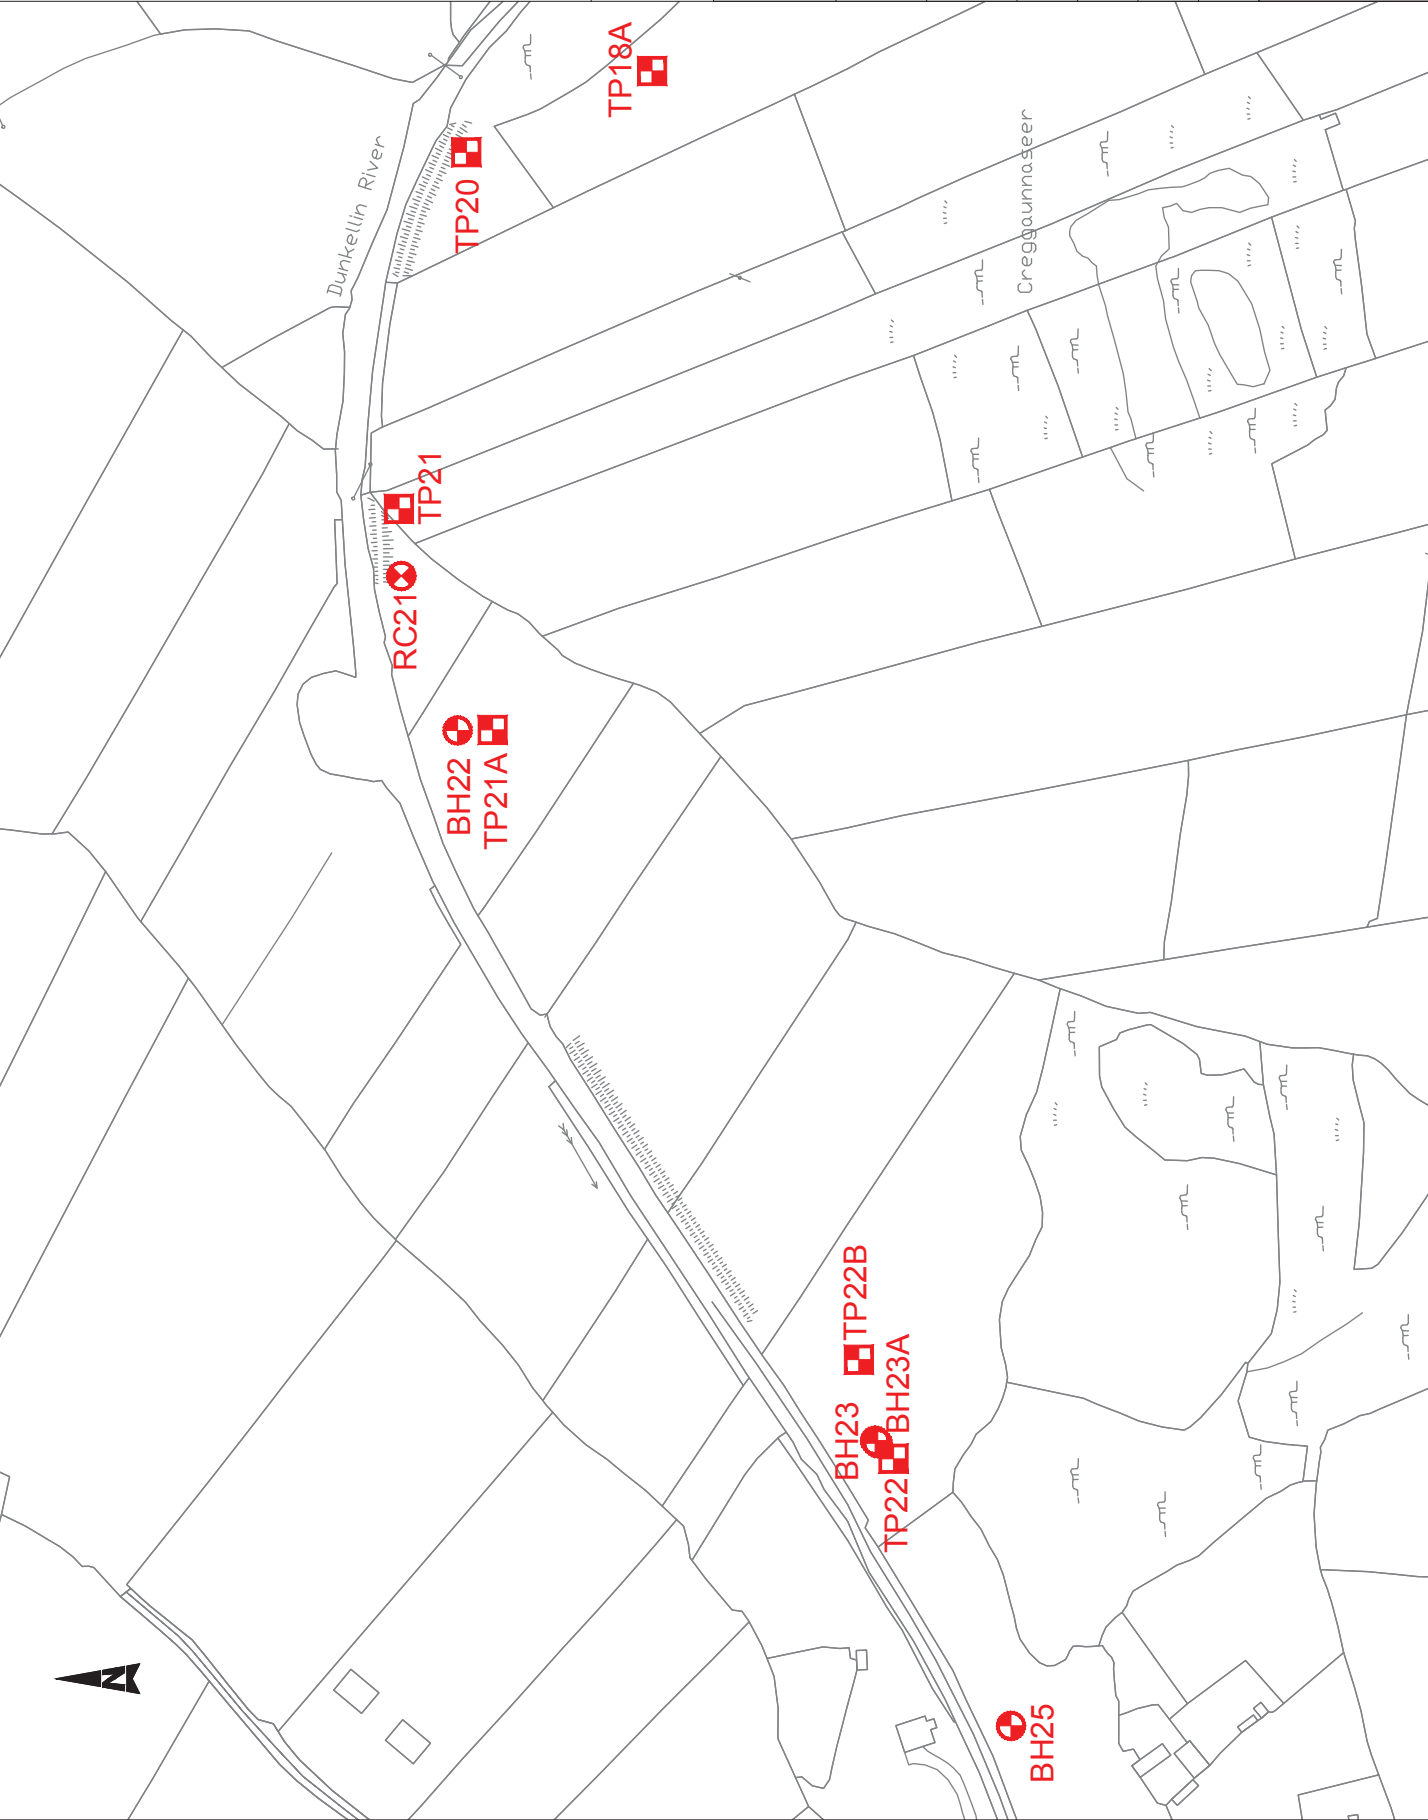 TP18A
TP20
Dunkellin River
Creggaunnaseer
TP21
RC21
BH22
TP21A
TP22B
BH23A
BH23
TP22
BH25
N